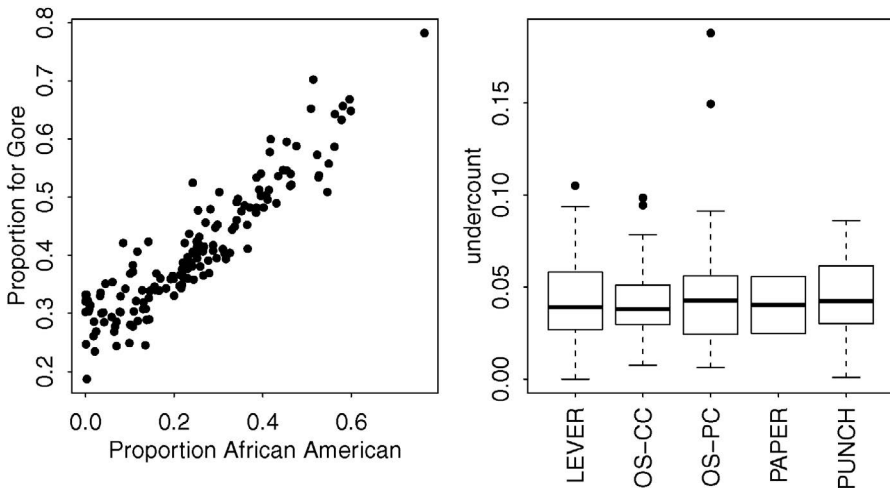 Proportion for Gore
0.8
0.7
0.6
0.5
0.4
0.3
0.2
0.0 0.2 0.4 0.6
Proportion African American
undercount
0.15
0.10
0.05
0.00
LEVER
OS-CC
OS-PC
PAPER
PUNCH